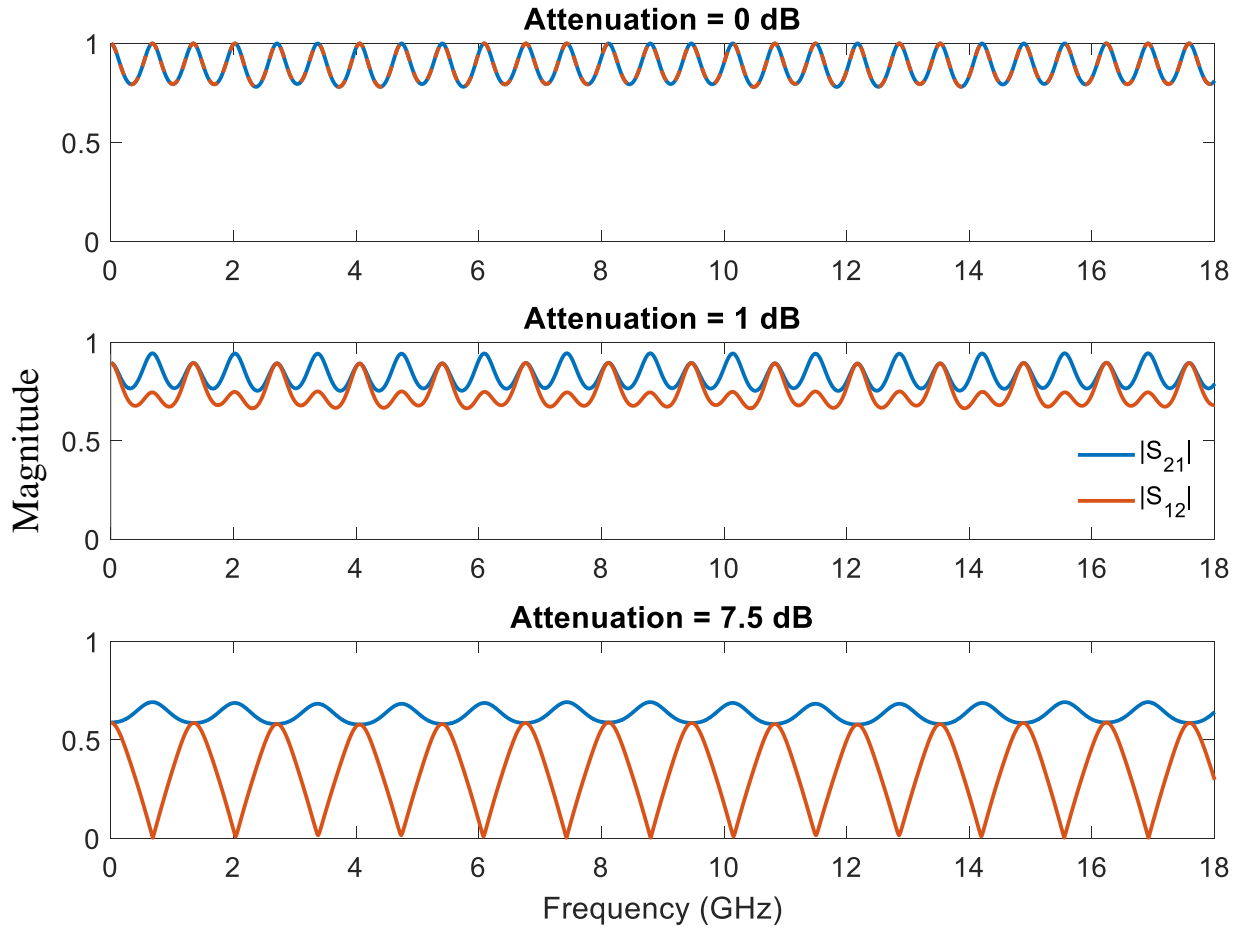 Attenuation = 0 dB
1
0.5
0
0 2 4 6 8 10 12 14 16 18
Attenuation = 1 dB
1
0.5
0
|S21|
|S12|
0 2 4 6 8 10 12 14 16 18
Magnitude
Attenuation = 7.5 dB
1
0.5
0
0 2 4 6 8 10 12 14 16 18
Frequency (GHz)